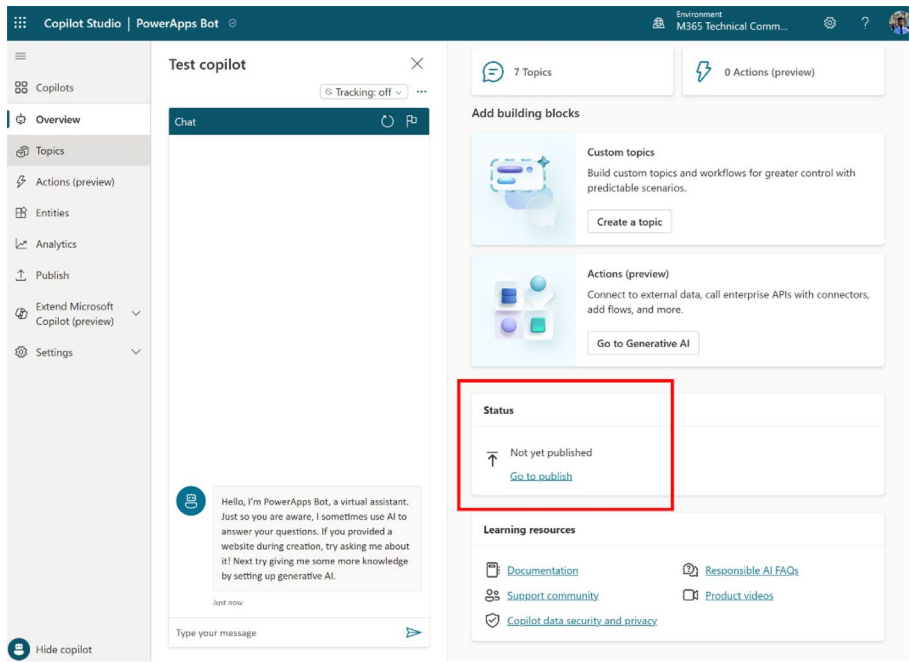 Copilot Studio | PowerApps Bot
Environment
M365 Technical Comm...
?
Copilots
Overview
Topics
Actions (preview)
Entities
Analytics
Publish
Extend Microsoft
Copilot (preview)
Settings
Hide copilot
Test copilot
Tracking: off
Chat
Hello, I'm PowerApps Bot, a virtual assistant.
Just so you are aware, I sometimes use AI to
answer your questions. If you provided a
website during creation, try asking me about
it! Next try giving me some more knowledge
by setting up generative AI.
Just now
Type your message
7 Topics
0 Actions (preview)
Add building blocks
Custom topics
Build custom topics and workflows for greater control with
predictable scenarios.
Create a topic
Actions (preview)
Connect to external data, call enterprise APIs with connectors,
add flows, and more.
Go to Generative AI
Status
Not yet published
Go to publish
Learning resources
Documentation
Responsible AI FAQs
Support community
Product videos
Copilot data security and privacy